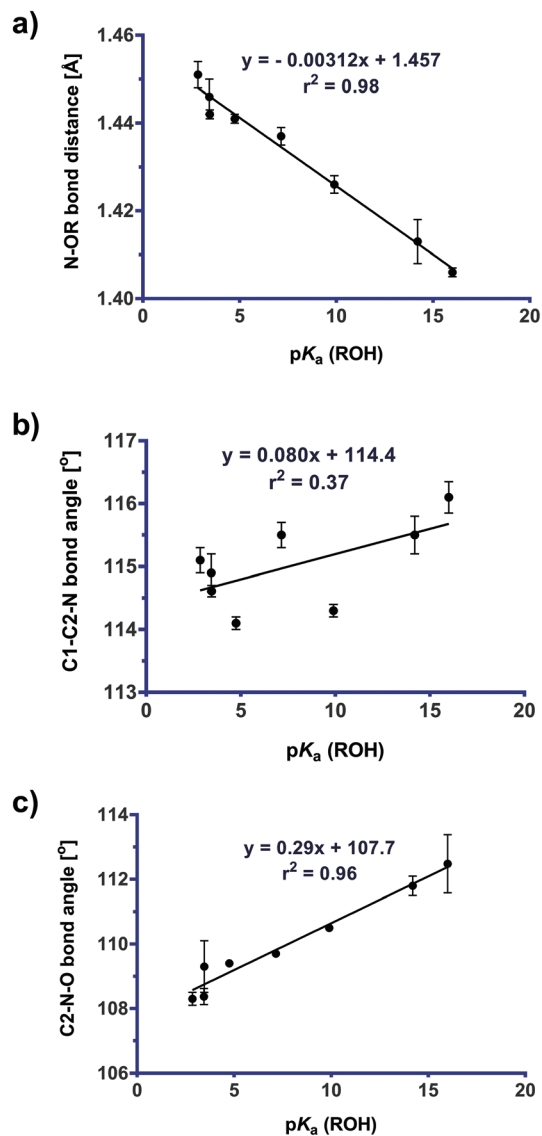 a)
N-OR bond distance [Å]
1.46
1.44
1.42
1.40
y = - 0.00312x + 1.457
r² = 0.98
0 5 10 15 20
pKa (ROH)
b)
C1-C2-N bond angle [º]
117
116
115
114
113
y = 0.080x + 114.4
r² = 0.37
0 5 10 15 20
pKa (ROH)
c)
C2-N-O bond angle [º]
114
112
110
108
106
y = 0.29x + 107.7
r² = 0.96
0 5 10 15 20
pKa (ROH)